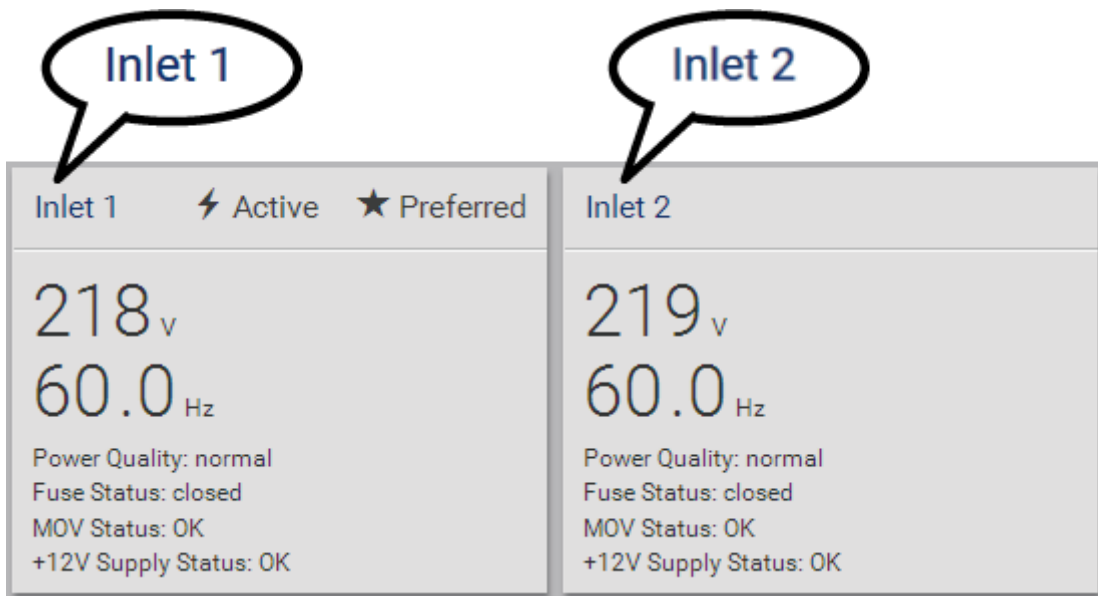 Inlet 1
Inlet 2
Inlet 1 Active Preferred
218 V
60.0 Hz
Power Quality: normal
Fuse Status: closed
MOV Status: OK
+12V Supply Status: OK
Inlet 2
219 V
60.0 Hz
Power Quality: normal
Fuse Status: closed
MOV Status: OK
+12V Supply Status: OK